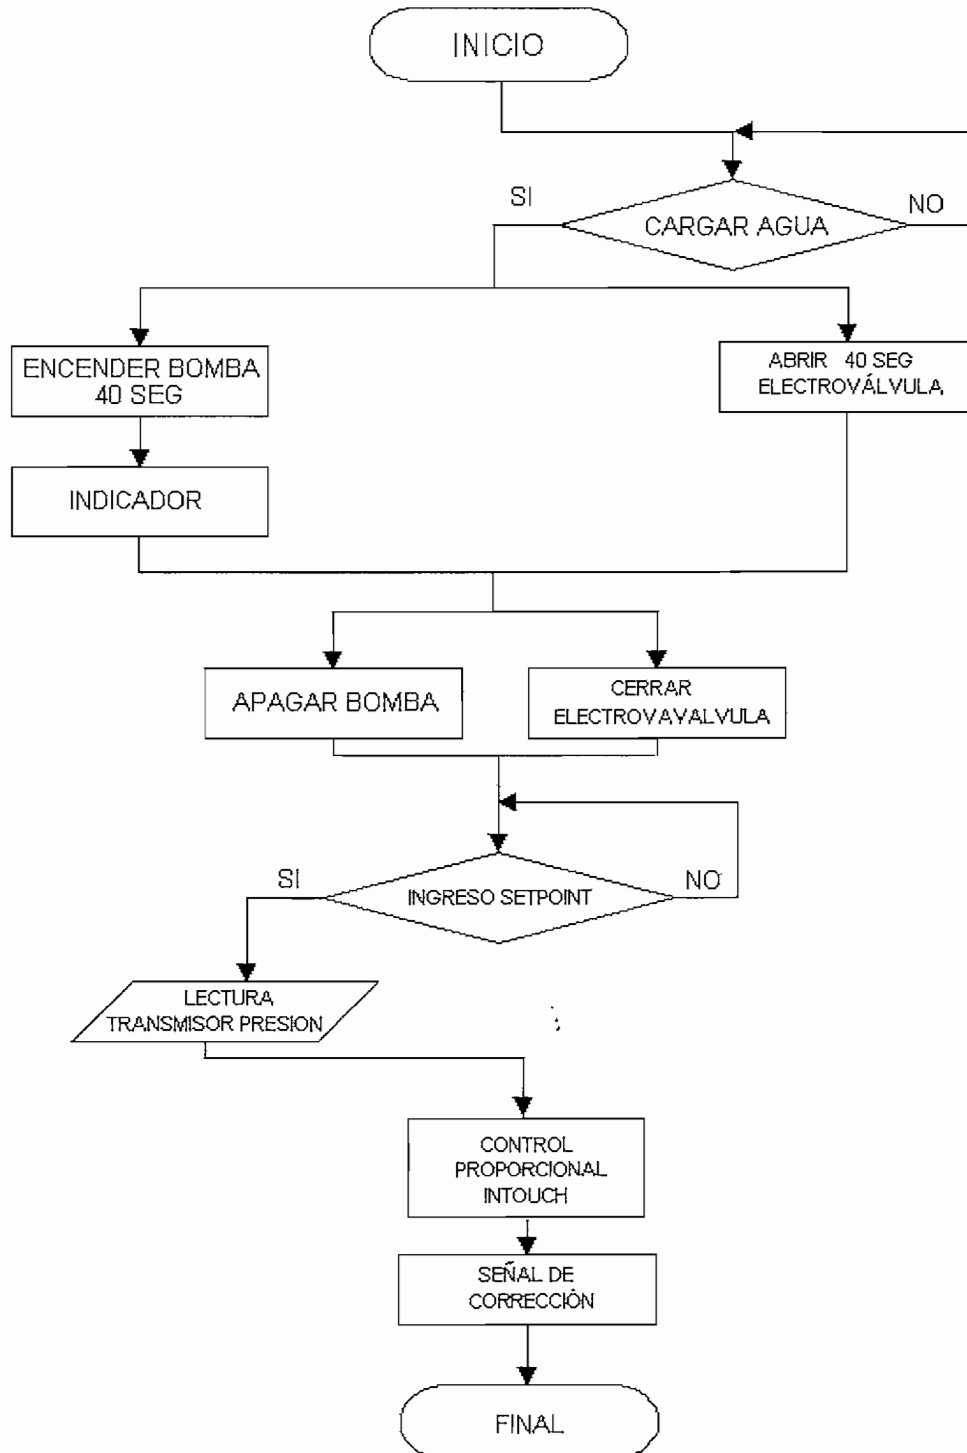 INICIO
SI
NO
CARGAR AGUA
ENCENDER BOMBA
40 SEG
ABRIR 40 SEG
ELECTROVÁLVULA
INDICADOR
APAGAR BOMBA
CERRAR
ELECTROVAVALVULA
SI
NO
INGRESO SETPOINT
LECTURA
TRANSMISOR PRESION
CONTROL
PROPORCIONAL
INTOUCH
SEÑAL DE
CORRECCIÓN
FINAL